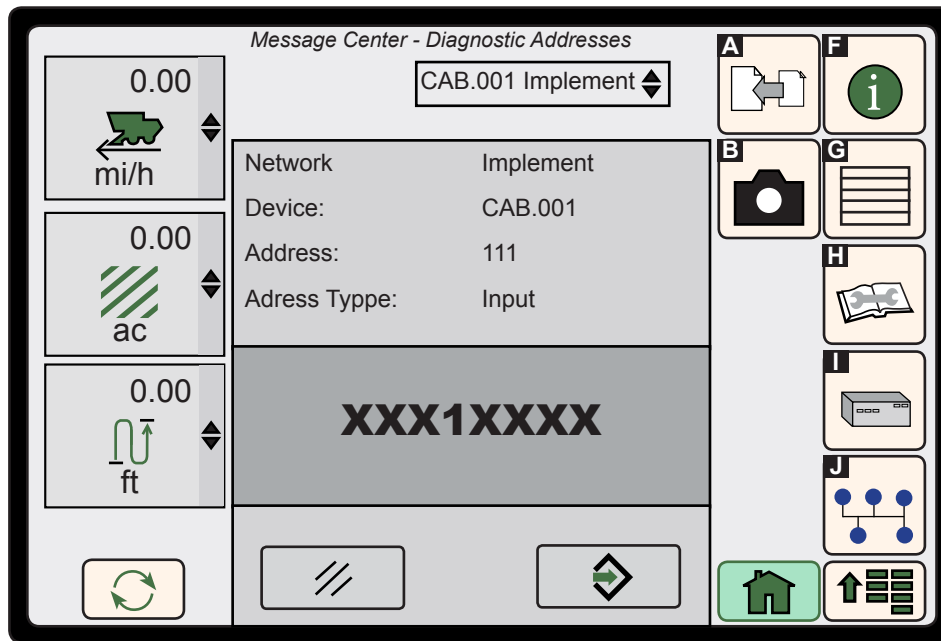 Message Center - Diagnostic Addresses
CAB.001 Implement
0.00
mi/h
0.00
ac
0.00
ft
Network Implement
Device: CAB.001
Address: 111
Adress Typpe: Input
XXX1XXXX
A
F
i
B
G
H
I
J